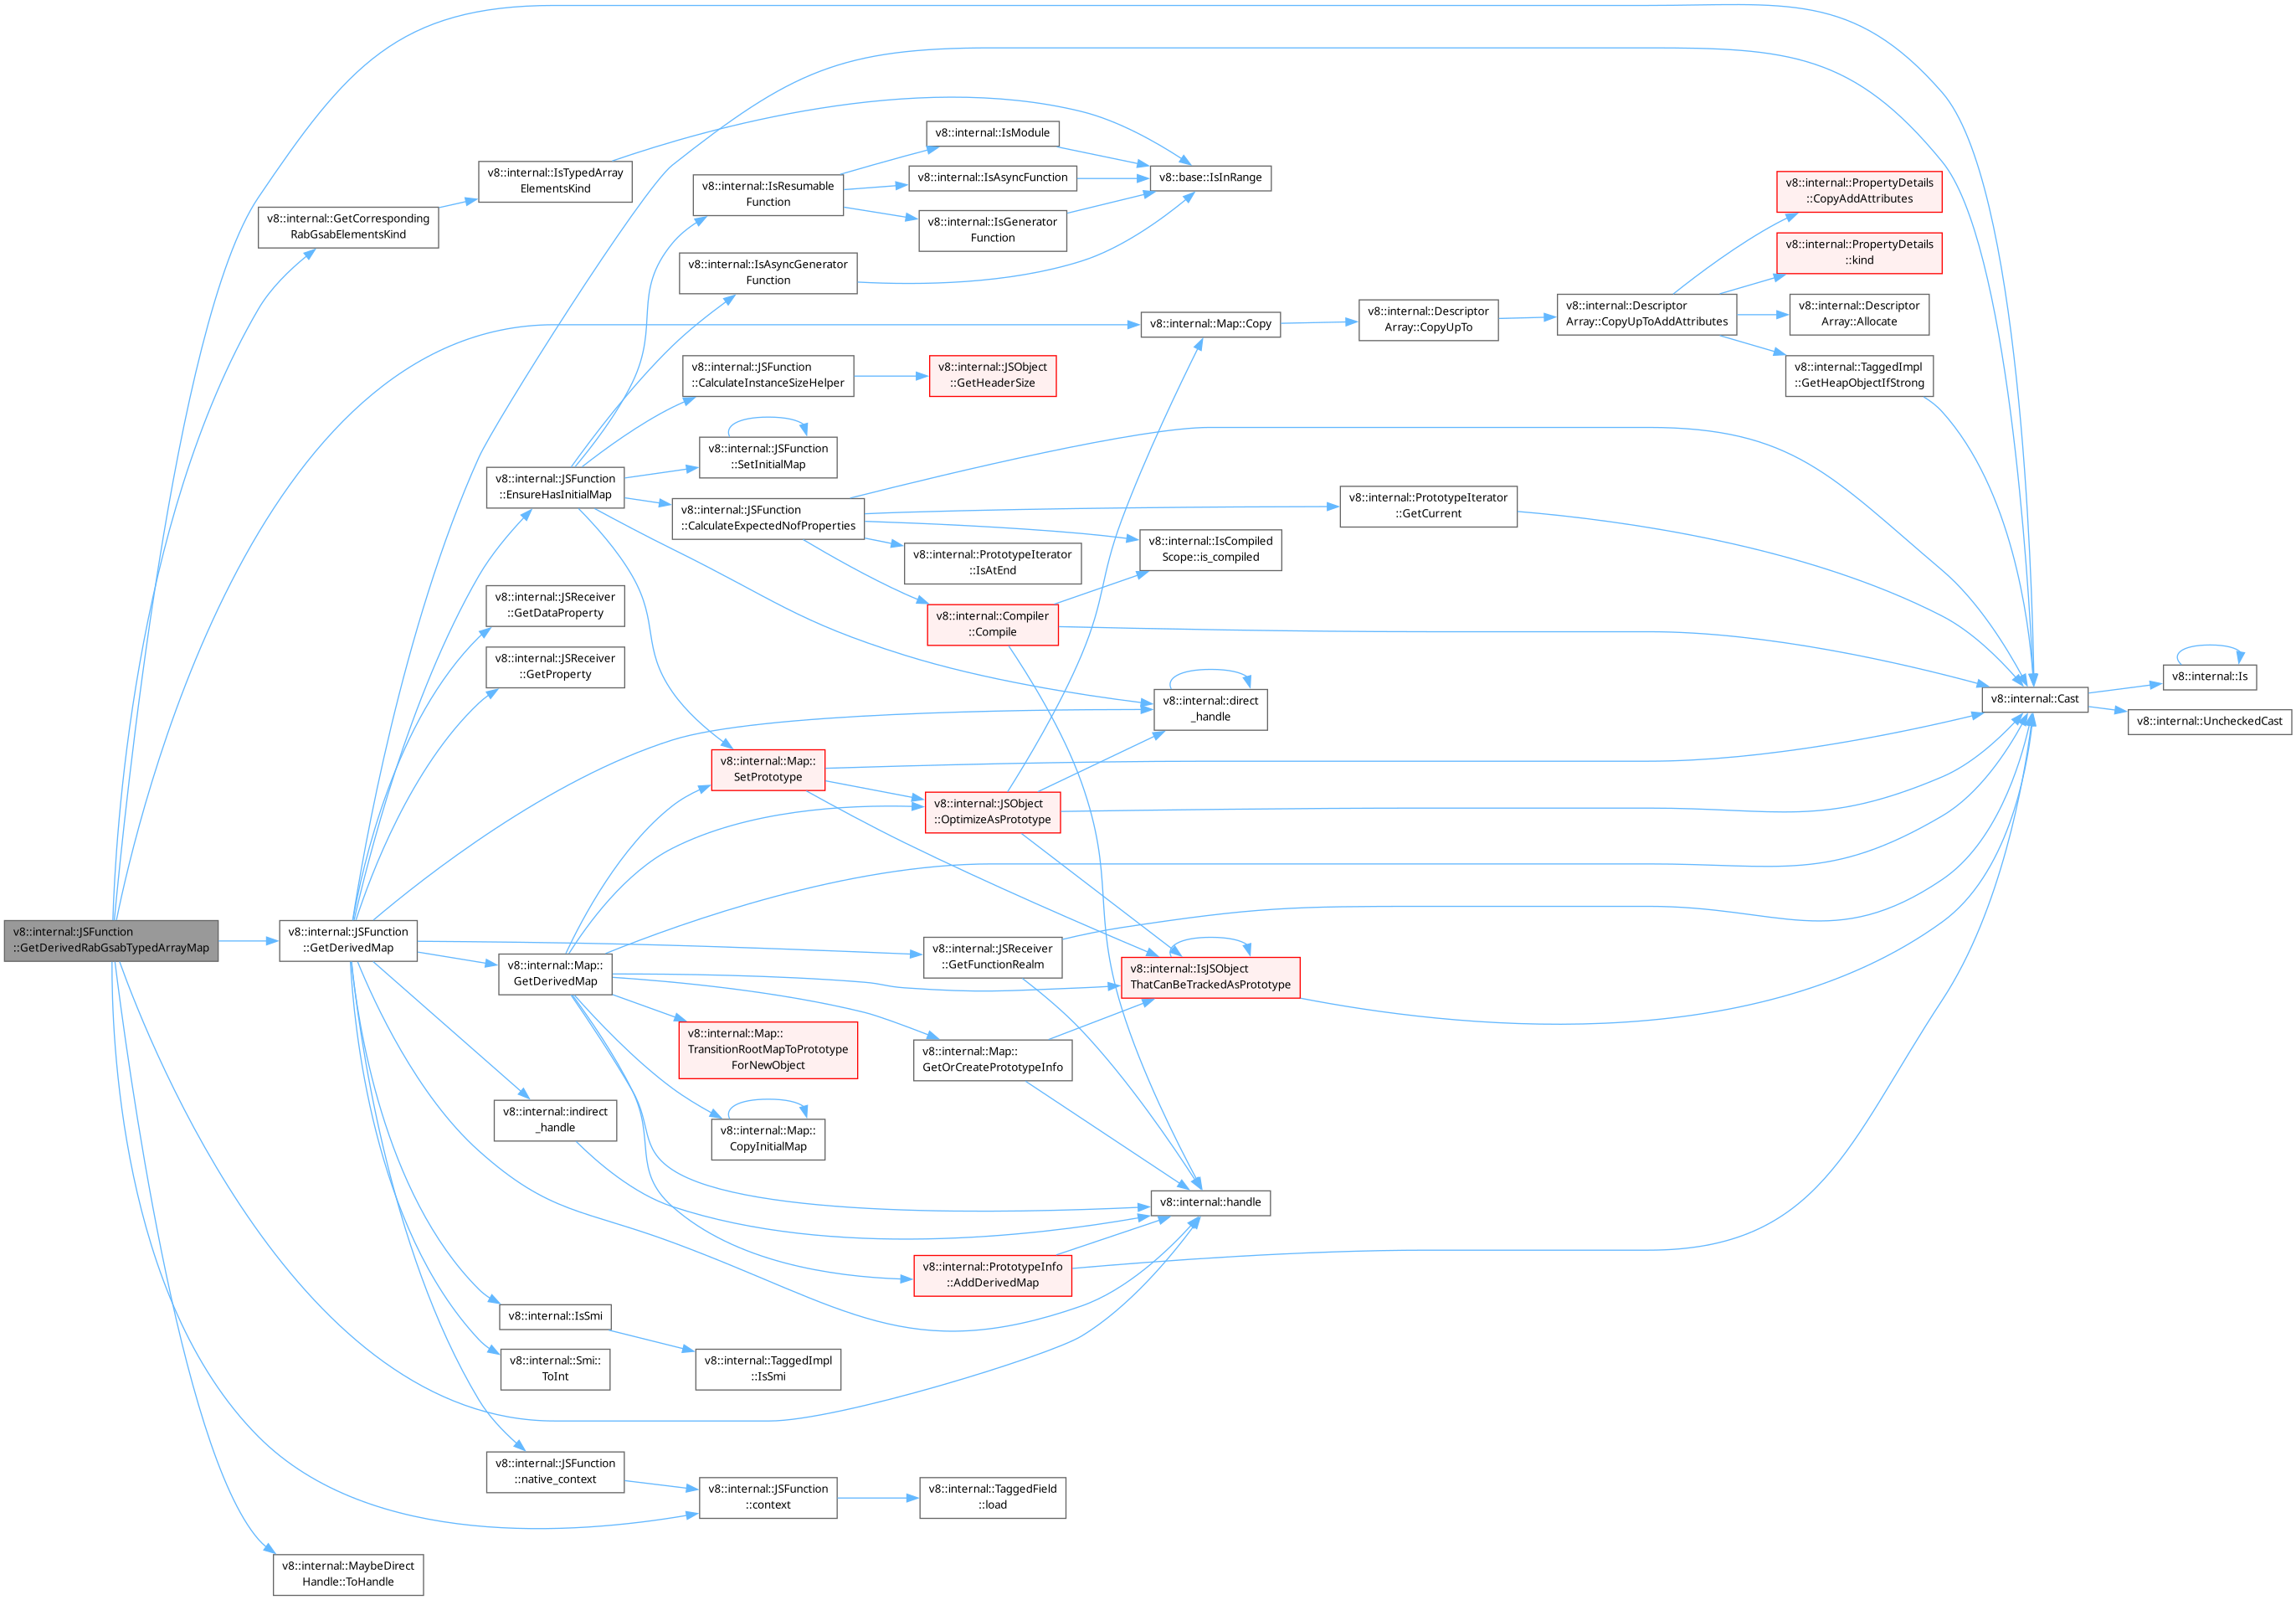 v8::internal::JSFunction
::GetDerivedRabGsabTypedArrayMap
v8::internal::GetCorresponding
RabGsabElementsKind
v8::internal::IsTypedArray
ElementsKind
v8::internal::JSFunction
::GetDerivedMap
v8::internal::MaybeDirect
Handle::ToHandle
v8::internal::JSFunction
::EnsureHasInitialMap
v8::internal::JSReceiver
::GetDataProperty
v8::internal::JSReceiver
::GetProperty
v8::internal::Map::
GetDerivedMap
v8::internal::indirect
_handle
v8::internal::IsSmi
v8::internal::Smi::
ToInt
v8::internal::JSFunction
::native_context
v8::internal::IsResumable
Function
v8::internal::IsAsyncGenerator
Function
v8::internal::JSFunction
::CalculateInstanceSizeHelper
v8::internal::JSFunction
::SetInitialMap
v8::internal::JSFunction
::CalculateExpectedNofProperties
v8::internal::Map::
SetPrototype
v8::internal::Map::
TransitionRootMapToPrototype
ForNewObject
v8::internal::Map::
CopyInitialMap
v8::internal::TaggedImpl
::IsSmi
v8::internal::JSFunction
::context
v8::internal::IsModule
v8::internal::IsAsyncFunction
v8::internal::IsGenerator
Function
v8::internal::JSObject
::GetHeaderSize
v8::internal::PrototypeIterator
::IsAtEnd
v8::internal::Compiler
::Compile
v8::internal::JSObject
::OptimizeAsPrototype
v8::internal::JSReceiver
::GetFunctionRealm
v8::internal::Map::
GetOrCreatePrototypeInfo
v8::internal::PrototypeInfo
::AddDerivedMap
v8::internal::TaggedField
::load
v8::base::IsInRange
v8::internal::Map::Copy
v8::internal::IsCompiled
Scope::is_compiled
v8::internal::direct
_handle
v8::internal::IsJSObject
ThatCanBeTrackedAsPrototype
v8::internal::handle
v8::internal::Descriptor
Array::CopyUpTo
v8::internal::PrototypeIterator
::GetCurrent
v8::internal::Descriptor
Array::CopyUpToAddAttributes
v8::internal::PropertyDetails
::CopyAddAttributes
v8::internal::PropertyDetails
::kind
v8::internal::Descriptor
Array::Allocate
v8::internal::TaggedImpl
::GetHeapObjectIfStrong
v8::internal::Cast
v8::internal::Is
v8::internal::UncheckedCast